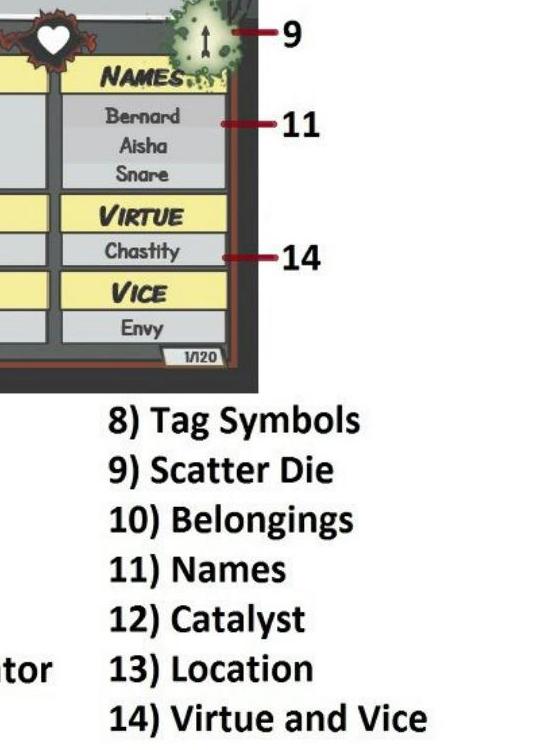 9
NAMES
Bernard
11
Aisha
Snare
VIRTUE
Chastity
14
VICE
Envy
1/120
8) Tag Symbols
9) Scatter Die
10) Belongings
11) Names
12) Catalyst
tor 13) Location
14) Virtue and Vice